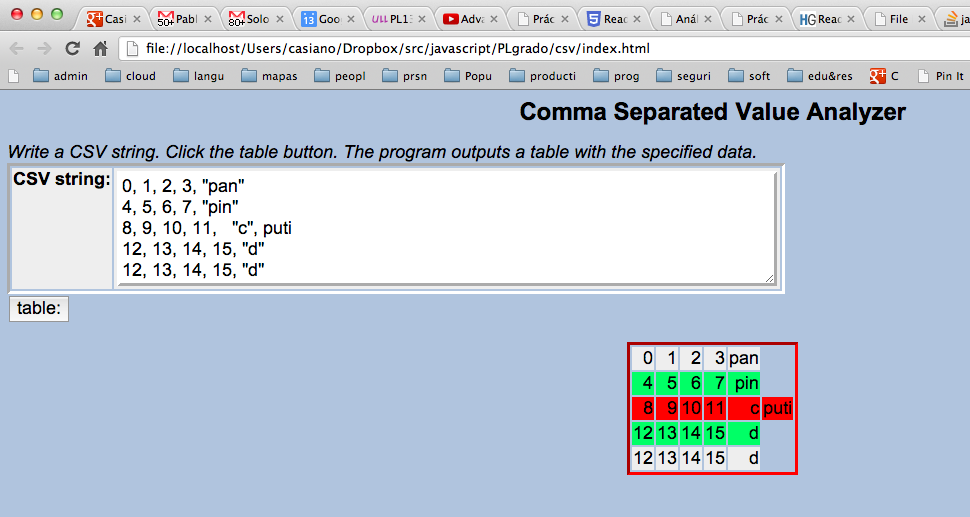 Casi Pabl Solo Goo ULL PL1 Adva Prác Reac Anál Prác HG Reac File ja
file://localhost/Users/casiano/Dropbox/src/javascript/PLgrado/csv/index.html
admin cloud langu mapas peopl prsn Popu producti prog seguri soft edu&res C Pin It
Comma Separated Value Analyzer
Write a CSV string. Click the table button. The program outputs a table with the specified data.
CSV string:
0, 1, 2, 3, "pan"
4, 5, 6, 7, "pin"
8, 9, 10, 11, "c", puti
12, 13, 14, 15, "d"
12, 13, 14, 15, "d"
table:
0 1 2 3 pan
4 5 6 7 pin
8 9 10 11 c puti
12 13 14 15 d
12 13 14 15 d